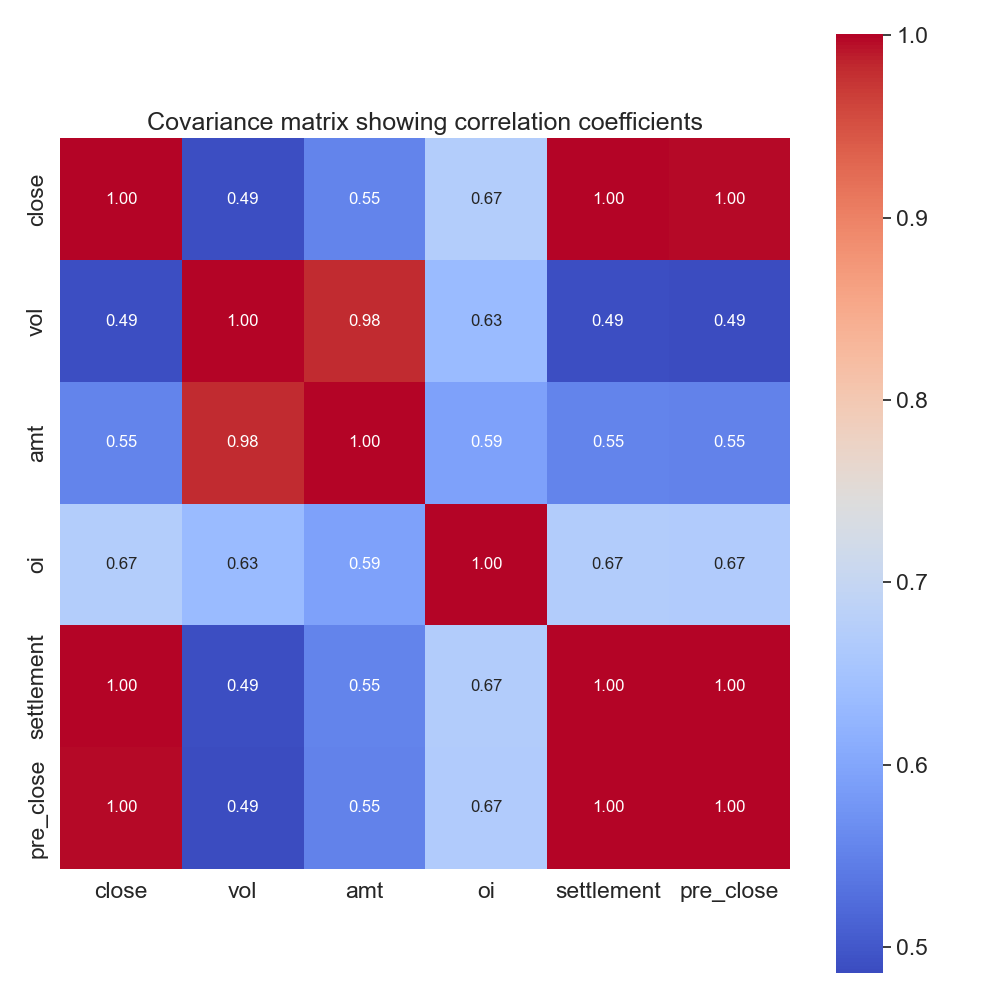 Covariance matrix showing correlation coefficients
close 1.00 0.49 0.55 0.67 1.00 1.00
vol 0.49 1.00 0.98 0.63 0.49 0.49
amt 0.55 0.98 1.00 0.59 0.55 0.55
oi 0.67 0.63 0.59 1.00 0.67 0.67
settlement 1.00 0.49 0.55 0.67 1.00 1.00
pre_close 1.00 0.49 0.55 0.67 1.00 1.00
close vol amt oi settlement pre_close
1.0
0.9
0.8
0.7
0.6
0.5